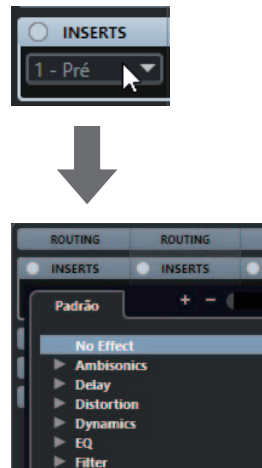 INSERTS
1 - Pré
ROUTING ROUTING
INSERTS INSERTS
Padrão + -
No Effect
Ambisonics
Delay
Distortion
Dynamics
EQ
Filter